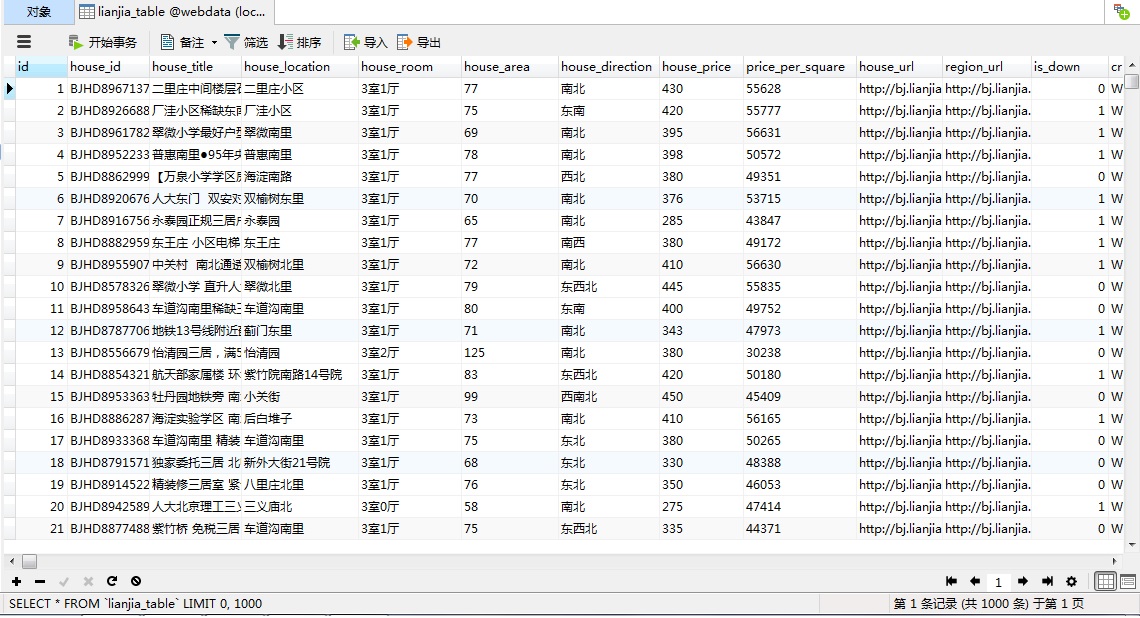 对象 lianjia_table @webdata (loc...
开始事务 备注 筛选 排序 导入 导出
id house_id house_title house_location house_room house_area house_direction house_price price_per_square house_url region_url is_down cr
1 BJHD8967137 二里庄中间楼层 二里庄小区 3室1厅 77 南北 430 55628 http://bj.lianjia http://bj.lianjia. 0 W
2 BJHD8926688 厂洼小区稀缺东 厂洼小区 3室1厅 75 东南 420 55777 http://bj.lianjia http://bj.lianjia. 1 W
3 BJHD8961782 翠微小学最好户 翠微南里 3室1厅 69 南北 395 56631 http://bj.lianjia http://bj.lianjia. 1 W
4 BJHD8952233 普惠南里●95年 普惠南里 3室1厅 78 南北 398 50572 http://bj.lianjia http://bj.lianjia. 1 W
5 BJHD8862999 【万泉小学学区 海淀南路 3室1厅 77 西北 380 49351 http://bj.lianjia http://bj.lianjia. 0 W
6 BJHD8920676 人大东门 双安 双榆树东里 3室1厅 70 南北 376 53715 http://bj.lianjia http://bj.lianjia. 1 W
7 BJHD8916756 永泰园正规三居 永泰园 3室1厅 65 南北 285 43847 http://bj.lianjia http://bj.lianjia. 1 W
8 BJHD8882959 东王庄 小区电梯 东王庄 3室1厅 77 南西 380 49172 http://bj.lianjia http://bj.lianjia. 1 W
9 BJHD8955907 中关村 南北通透 双榆树北里 3室1厅 72 南北 410 56630 http://bj.lianjia http://bj.lianjia. 1 W
10 BJHD8578326 翠微小学 直升人 翠微北里 3室1厅 79 东西北 445 55835 http://bj.lianjia http://bj.lianjia. 0 W
11 BJHD8958643 车道沟南里稀缺 车道沟南里 3室1厅 80 东南 400 49752 http://bj.lianjia http://bj.lianjia. 0 W
12 BJHD8787706 地铁13号线附近 蓟门东里 3室1厅 71 南北 343 47973 http://bj.lianjia http://bj.lianjia. 1 W
13 BJHD8556679 怡清园三居，满5 怡清园 3室2厅 125 南北 380 30238 http://bj.lianjia http://bj.lianjia. 0 W
14 BJHD8854321 航天部家属楼 环 紫竹院南路14号院 3室1厅 83 东西北 420 50180 http://bj.lianjia http://bj.lianjia. 1 W
15 BJHD8953363 牡丹园地铁旁 南 小关街 3室1厅 99 西南北 450 45409 http://bj.lianjia http://bj.lianjia. 0 W
16 BJHD8886287 海淀实验学区 南 后白堆子 3室1厅 73 南北 410 56165 http://bj.lianjia http://bj.lianjia. 1 W
17 BJHD8933368 车道沟南里 精装 车道沟南里 3室1厅 75 东北 380 50265 http://bj.lianjia http://bj.lianjia. 0 W
18 BJHD8791571 独家委托三居 北 新外大街21号院 3室1厅 68 东北 330 48388 http://bj.lianjia http://bj.lianjia. 0 W
19 BJHD8914522 精装修三居室 紧 八里庄北里 3室1厅 76 东北 350 46053 http://bj.lianjia http://bj.lianjia. 0 W
20 BJHD8942589 人大北京理工三 三义庙北 3室0厅 58 南北 275 47414 http://bj.lianjia http://bj.lianjia. 1 W
21 BJHD8877488 紫竹桥 免税三居 车道沟南里 3室1厅 75 东西北 335 44371 http://bj.lianjia http://bj.lianjia. 0 W
1
SELECT * FROM `lianjia_table` LIMIT 0, 1000 第 1 条记录 (共 1000 条) 于第 1 页